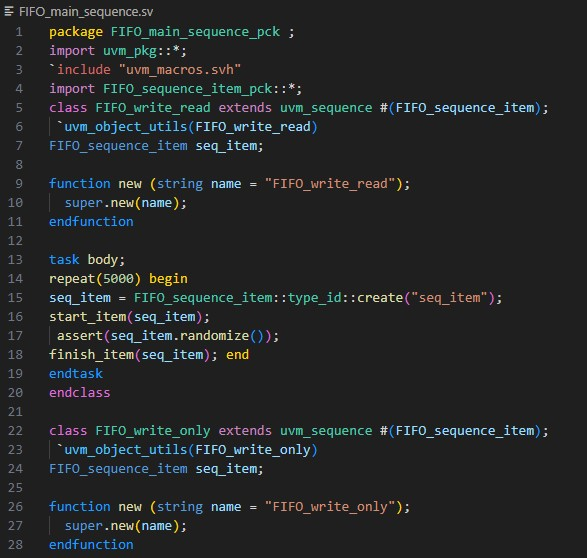 FIFO_main_sequence.sv
1 package FIFO_main_sequence_pck ;
2 import uvm_pkg::*;
3 `include "uvm_macros.svh"
4 import FIFO_sequence_item_pck::*;
5 class FIFO_write_read extends uvm_sequence #(FIFO_sequence_item);
6 `uvm_object_utils(FIFO_write_read)
7 FIFO_sequence_item seq_item;
8
9 function new (string name = "FIFO_write_read");
10 super.new(name);
11 endfunction
12
13 task body;
14 repeat(5000) begin
15 seq_item = FIFO_sequence_item::type_id::create("seq_item");
16 start_item(seq_item);
17 assert(seq_item.randomize());
18 finish_item(seq_item); end
19 endtask
20 endclass
21
22 class FIFO_write_only extends uvm_sequence #(FIFO_sequence_item);
23 `uvm_object_utils(FIFO_write_only)
24 FIFO_sequence_item seq_item;
25
26 function new (string name = "FIFO_write_only");
27 super.new(name);
28 endfunction